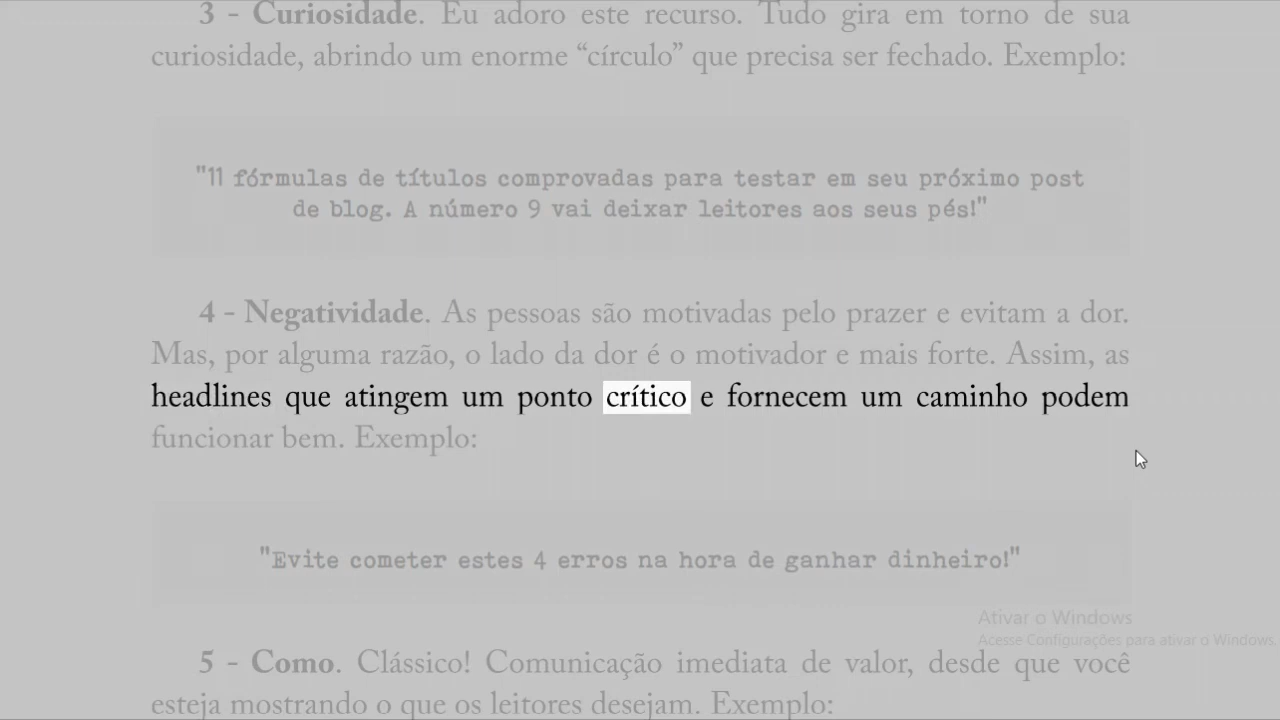 3 - Curiosidade. Eu adoro este recurso. Tudo gira em torno de sua
curiosidade, abrindo um enorme “círculo” que precisa ser fechado. Exemplo:
"11 fórmulas de títulos comprovadas para testar em seu próximo post
de blog. A número 9 vai deixar leitores aos seus pés!"
4 - Negatividade. As pessoas são motivadas pelo prazer e evitam a dor.
Mas, por alguma razão, o lado da dor é o motivador e mais forte. Assim, as
headlines que atingem um ponto crítico e fornecem um caminho podem
funcionar bem. Exemplo:
"Evite cometer estes 4 erros na hora de ganhar dinheiro!"
Ativar o Windows
Acesse Configurações para ativar o Windows.
5 - Como. Clássico! Comunicação imediata de valor, desde que você
esteja mostrando o que os leitores desejam. Exemplo: